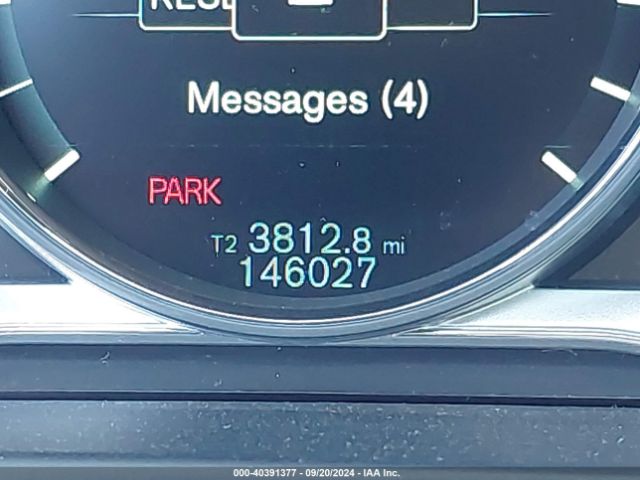 Messages (4)
PARK
T2 3812.8 mi
146027
000-40391377 - 09/20/2024 - IAA Inc.